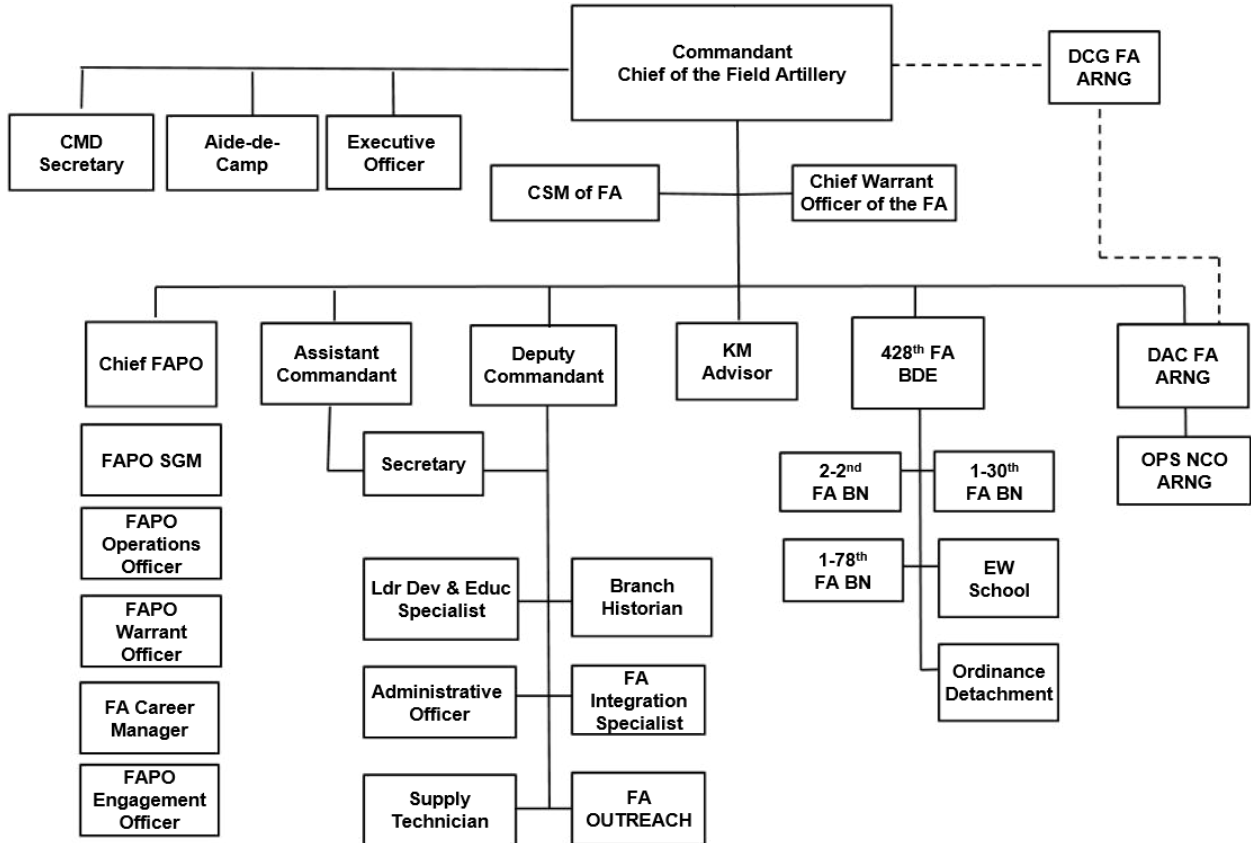 Commandant
Chief of the Field Artillery
DCG FA
ARNG
CMD
Secretary
Aide-de-
Camp
Executive
Officer
CSM of FA
Chief Warrant
Officer of the FA
Chief FAPO
Assistant
Commandant
Deputy
Commandant
KM
Advisor
428th FA
BDE
DAC FA
ARNG
FAPO SGM
Secretary
2-2nd
FA BN
1-30th
FA BN
OPS NCO
ARNG
FAPO
Operations
Officer
Ldr Dev & Educ
Specialist
Branch
Historian
1-78th
FA BN
EW
School
FAPO
Warrant
Officer
Administrative
Officer
FA
Integration
Specialist
Ordinance
Detachment
FA Career
Manager
FAPO
Engagement
Officer
Supply
Technician
FA
OUTREACH